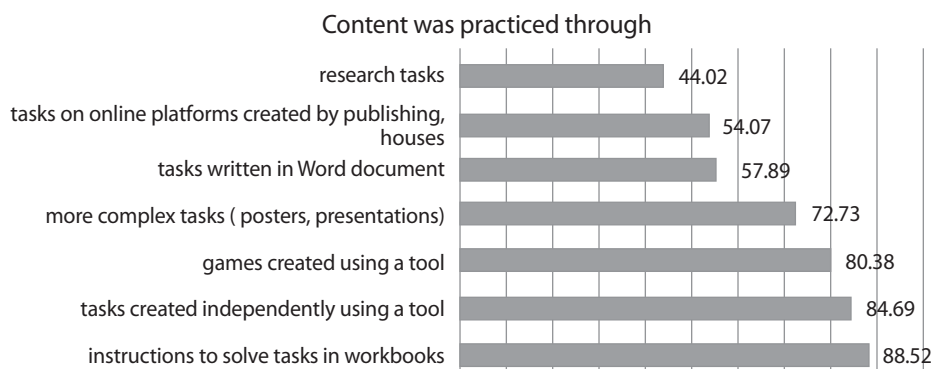 Content was practiced through
research tasks
44.02
tasks on online platforms created by publishing,
houses
54.07
tasks written in Word document
57.89
more complex tasks ( posters, presentations)
72.73
games created using a tool
80.38
tasks created independently using a tool
84.69
instructions to solve tasks in workbooks
88.52